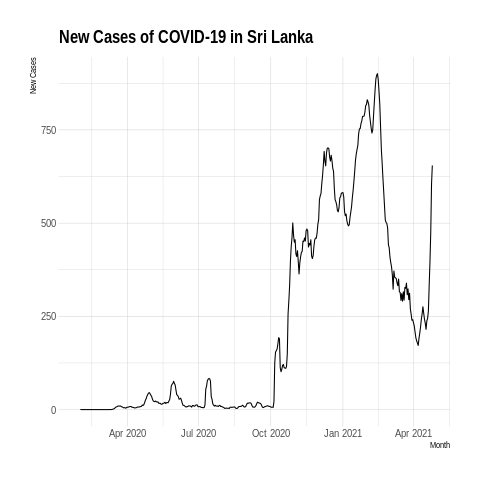 New Cases of COVID-19 in Sri Lanka
New Cases
750
500
250
0
Apr 2020 Jul 2020 Oct 2020 Jan 2021 Apr 2021
Month